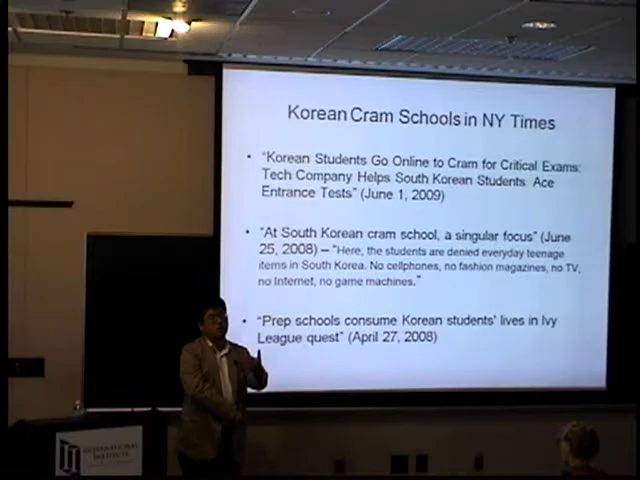 Korean Cram Schools in NY Times
• "Korean Students Go Online to Cram for Critical Exams:
Tech Company Helps South Korean Students Ace
Entrance Tests" (June 1, 2009)
• "At South Korean cram school, a singular focus" (June
25, 2008) – "Here, the students are denied everyday teenage
items in South Korea. No cellphones, no fashion magazines, no TV,
no Internet, no game machines."
• "Prep schools consume Korean students' lives in Ivy
League quest" (April 27, 2008)
INTERNATIONAL
INSTITUTE